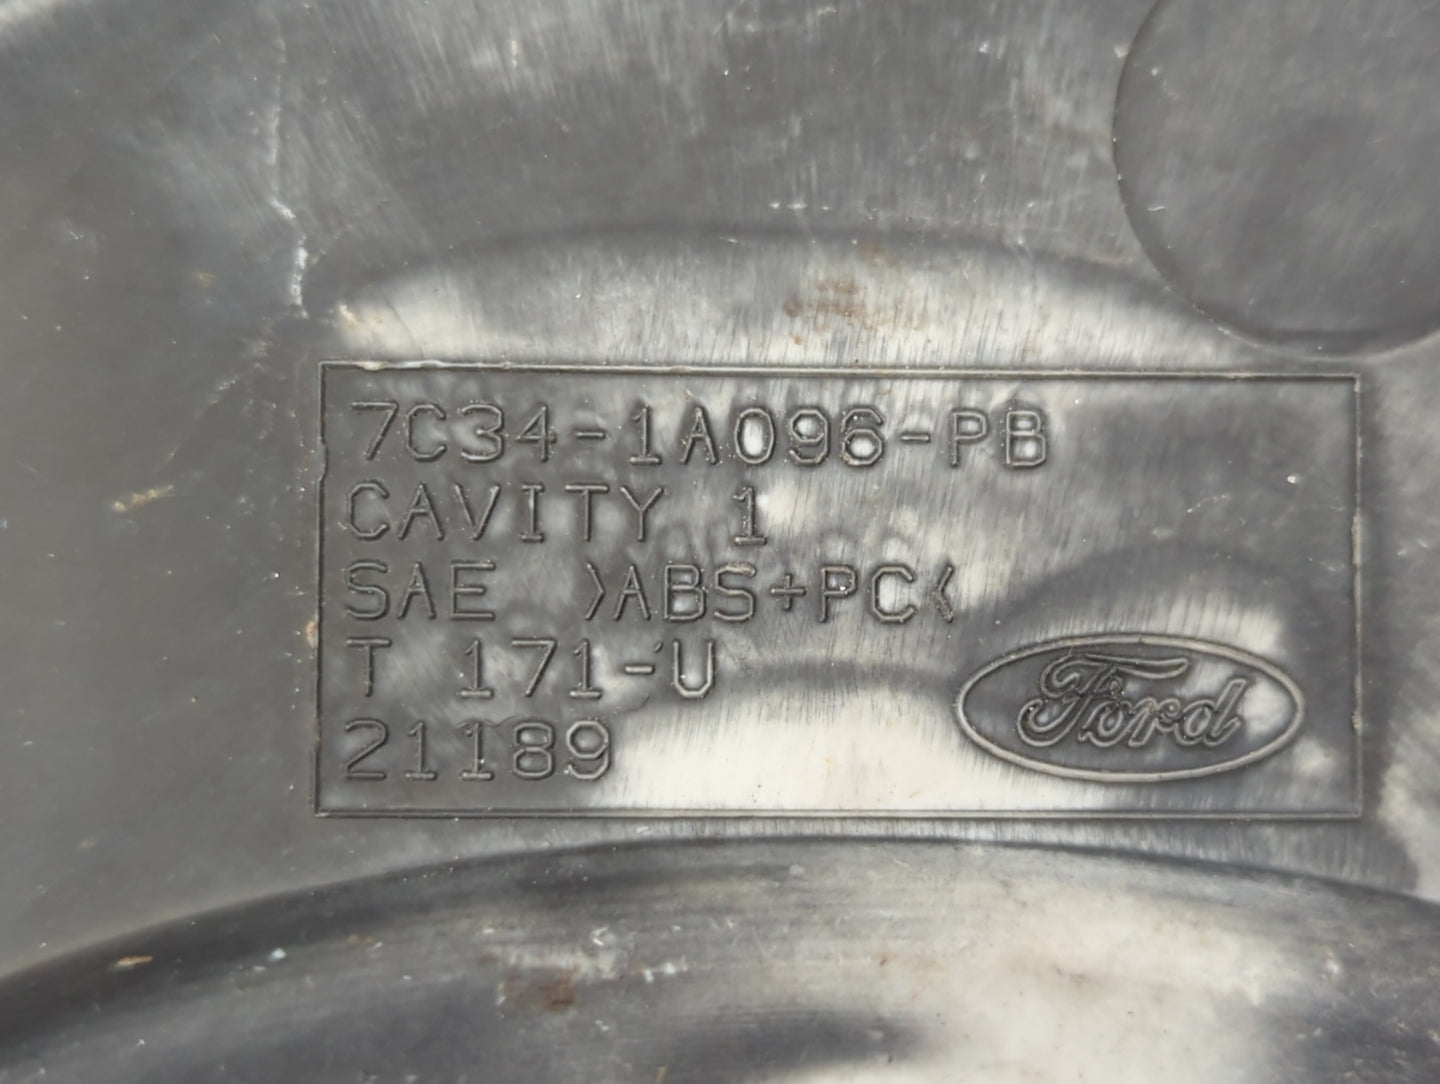 7C34-1A096-PB
CAVITY 1
SAE >ABS+PC<
T 171-U
21189
Ford